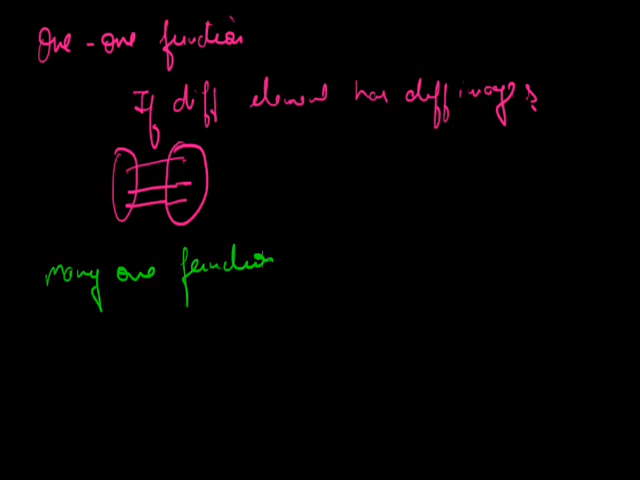 One - one function
If diff element has diff images
Many one function